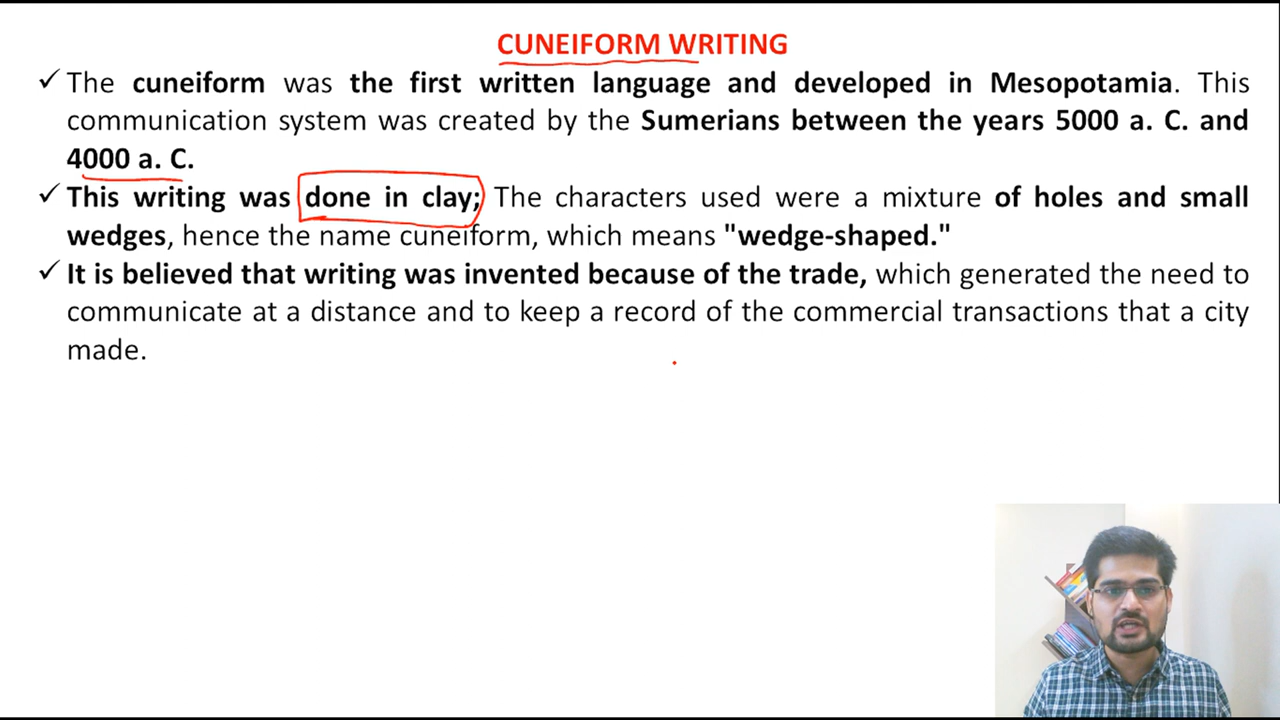 CUNEIFORM WRITING
✓ The cuneiform was the first written language and developed in Mesopotamia. This
communication system was created by the Sumerians between the years 5000 a. C. and
4000 a. C.
✓ This writing was done in clay; The characters used were a mixture of holes and small
wedges, hence the name cuneiform, which means "wedge-shaped."
✓ It is believed that writing was invented because of the trade, which generated the need to
communicate at a distance and to keep a record of the commercial transactions that a city
made.